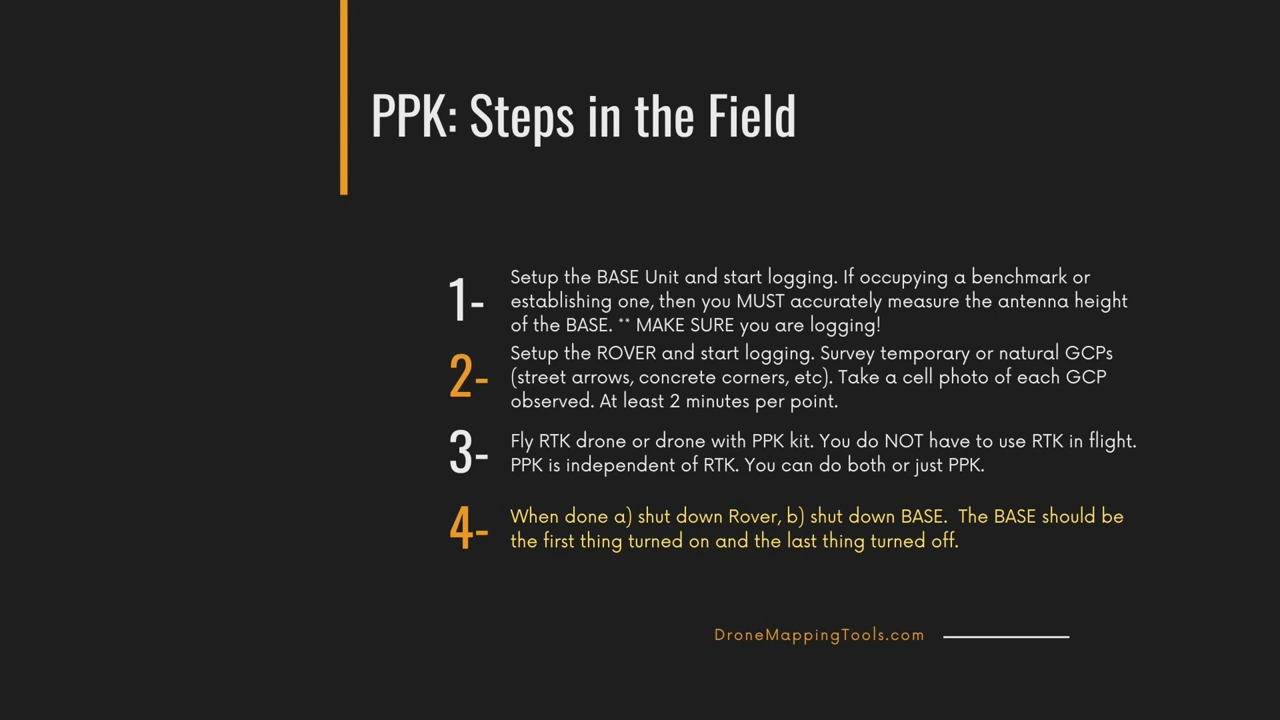 PPK: Steps in the Field
1- Setup the BASE Unit and start logging. If occupying a benchmark or
establishing one, then you MUST accurately measure the antenna height
of the BASE. ** MAKE SURE you are logging!
2- Setup the ROVER and start logging. Survey temporary or natural GCPs
(street arrows, concrete corners, etc). Take a cell photo of each GCP
observed. At least 2 minutes per point.
3- Fly RTK drone or drone with PPK kit. You do NOT have to use RTK in flight.
PPK is independent of RTK. You can do both or just PPK.
4- When done a) shut down Rover, b) shut down BASE.  The BASE should be
the first thing turned on and the last thing turned off.
DroneMappingTools.com